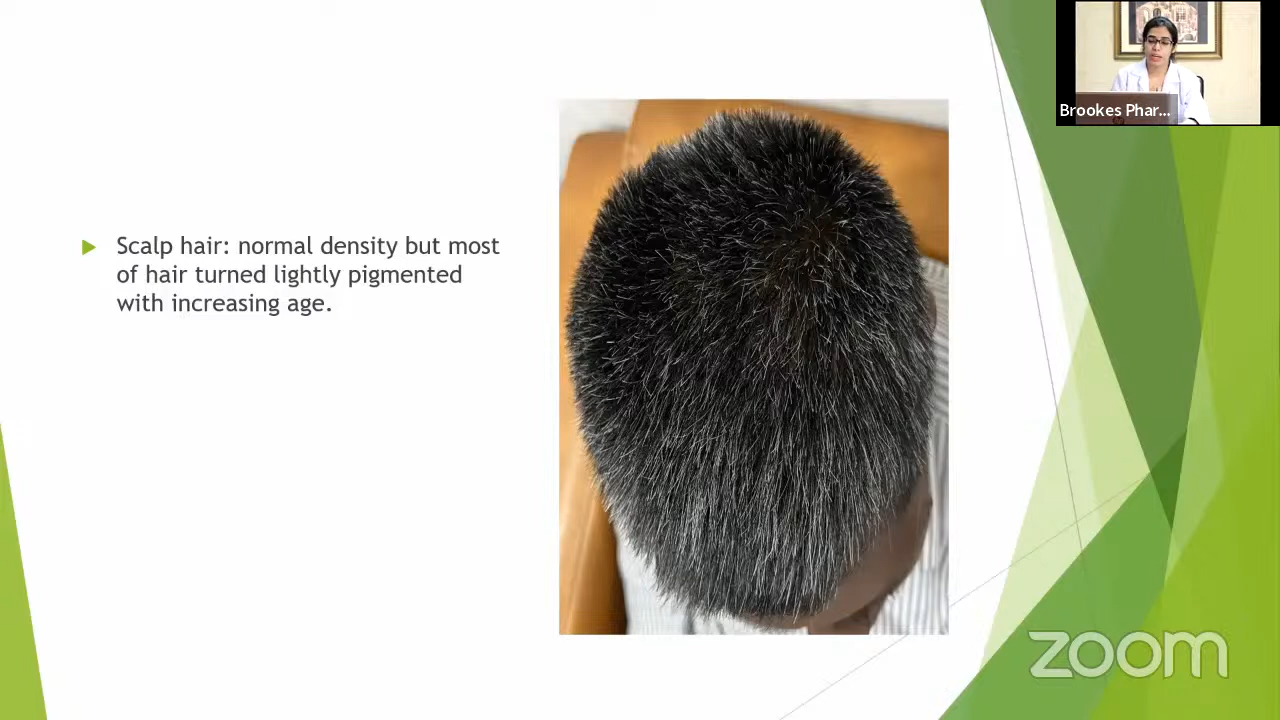 Brookes Phar...
Scalp hair: normal density but most
of hair turned lightly pigmented
with increasing age.
zoom